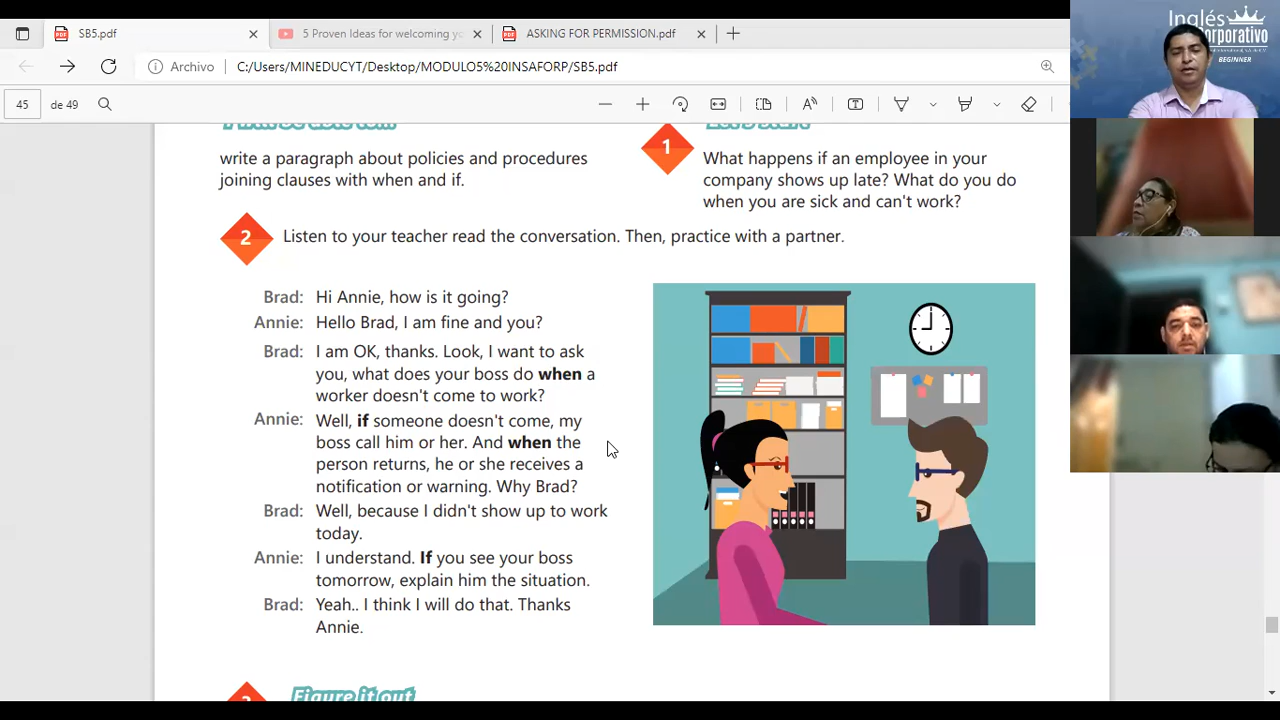 SB5.pdf
5 Proven Ideas for welcoming
ASKING FOR PERMISSION.pdf
Archivo
C:/Users/MINEDUCYT/Desktop/MODULO5%20INSAFORP/SB5.pdf
45
de 49
Inglés
Corporativo
BEGINNER
write a paragraph about policies and procedures
joining clauses with when and if.
1
What happens if an employee in your
company shows up late? What do you do
when you are sick and can't work?
2
Listen to your teacher read the conversation. Then, practice with a partner.
Brad: Hi Annie, how is it going?
Annie: Hello Brad, I am fine and you?
Brad: I am OK, thanks. Look, I want to ask
you, what does your boss do when a
worker doesn't come to work?
Annie: Well, if someone doesn't come, my
boss call him or her. And when the
person returns, he or she receives a
notification or warning. Why Brad?
Brad: Well, because I didn't show up to work
today.
Annie: I understand. If you see your boss
tomorrow, explain him the situation.
Brad: Yeah.. I think I will do that. Thanks
Annie.
Figure it out